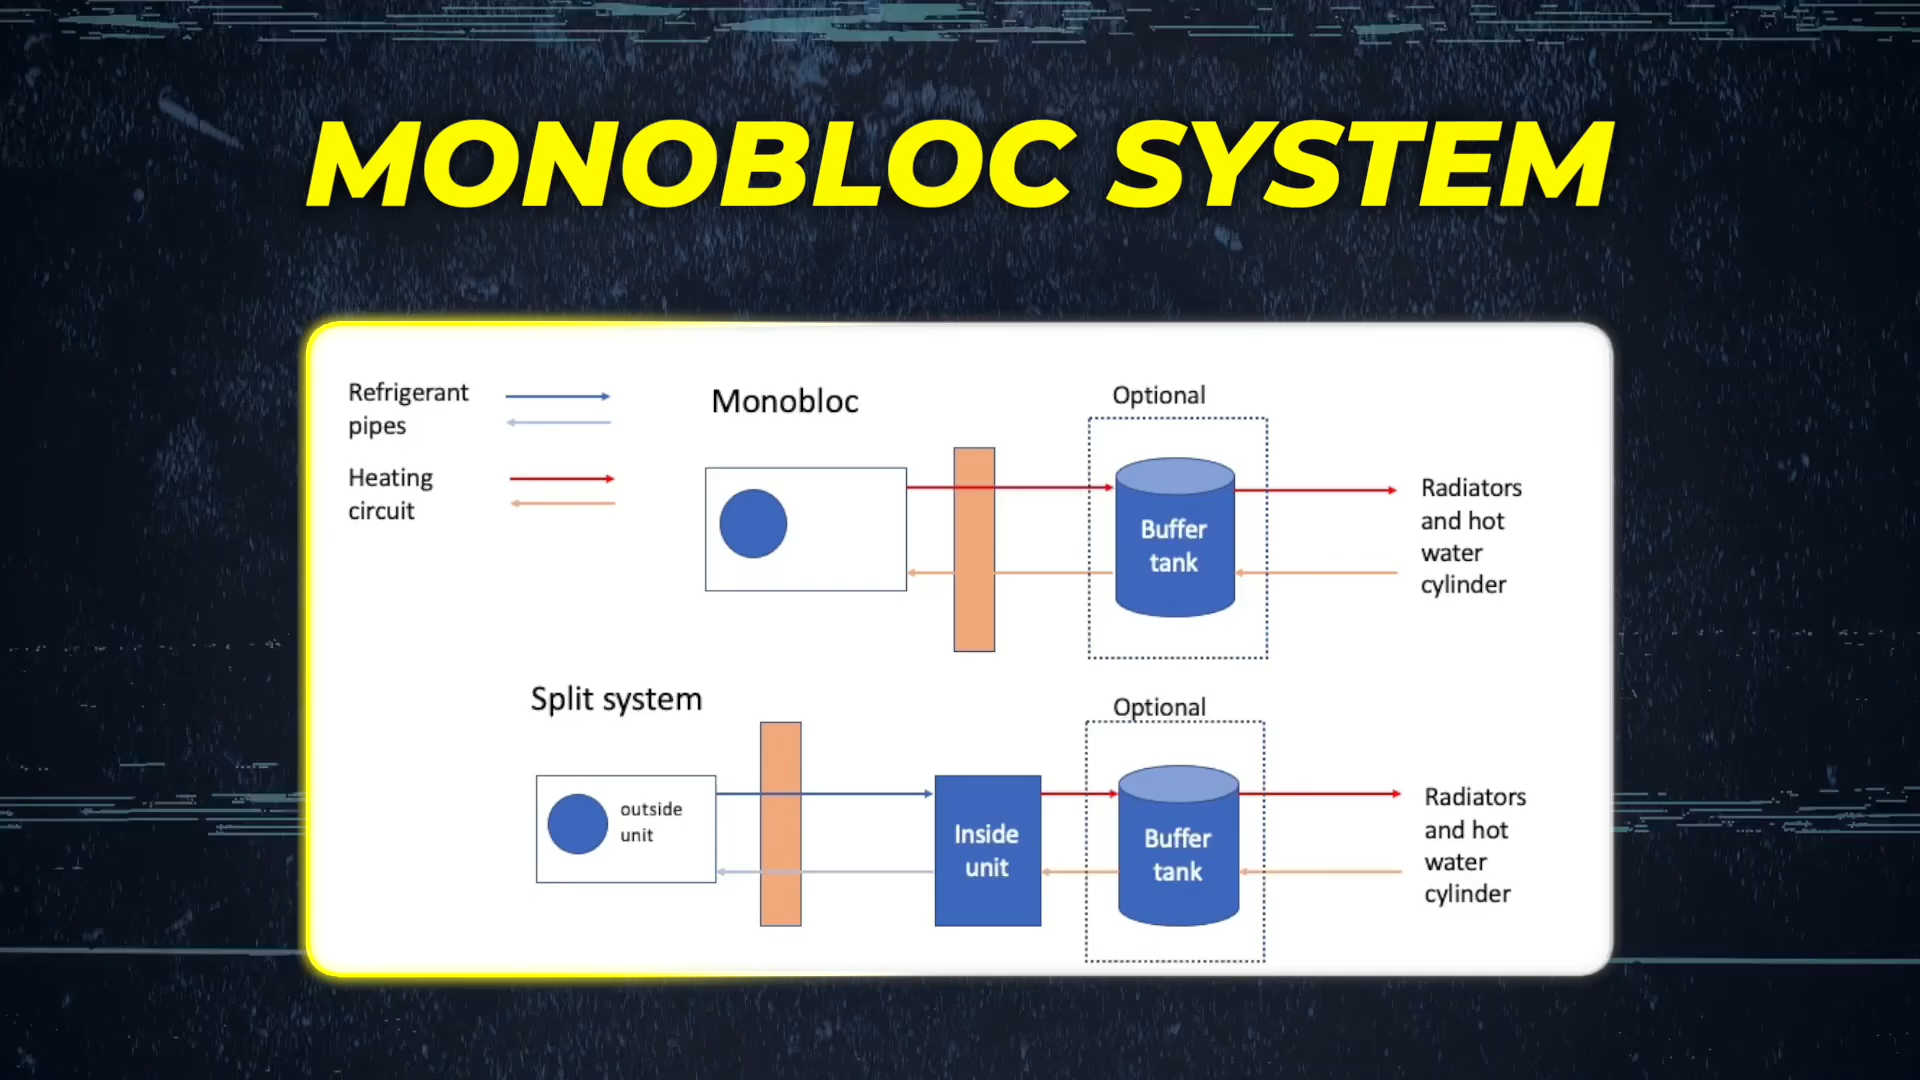 MONOBLOC SYSTEM
Refrigerant
pipes
Heating
circuit
Monobloc
Optional
Buffer
tank
Radiators
and hot
water
cylinder
Split system
outside
unit
Inside
unit
Optional
Buffer
tank
Radiators
and hot
water
cylinder